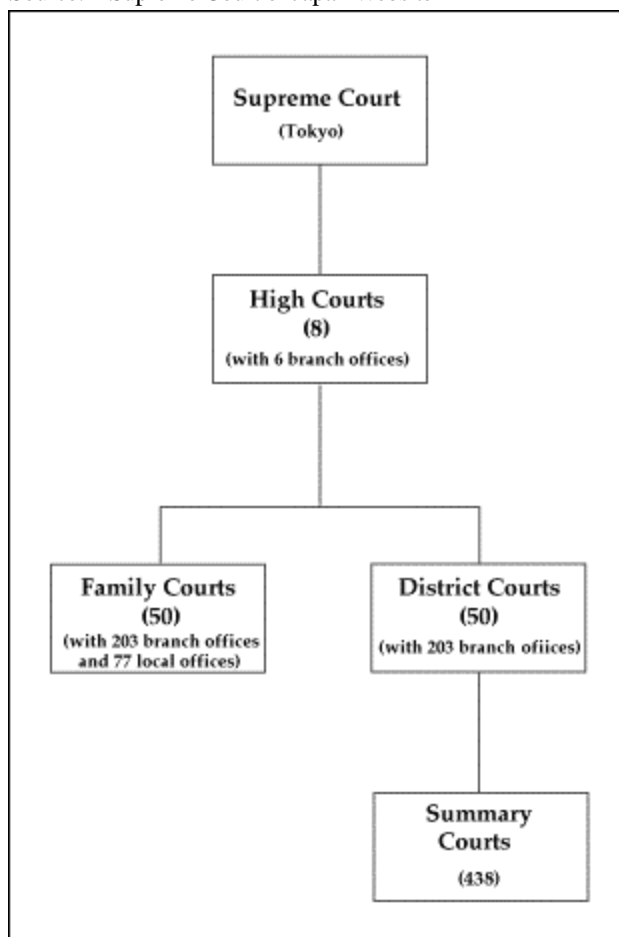 Supreme Court
(Tokyo)
High Courts
(8)
(with 6 branch offices)
Family Courts
(50)
(with 203 branch offices
and 77 local offices)
District Courts
(50)
(with 203 branch ofiices)
Summary
Courts
(438)